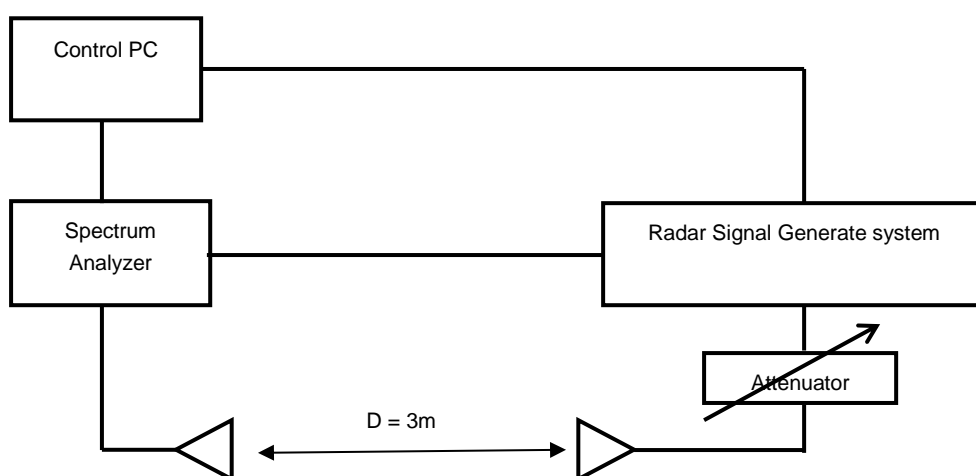 Control PC
Spectrum
Analyzer
Radar Signal Generate system
Attenuator
D = 3m